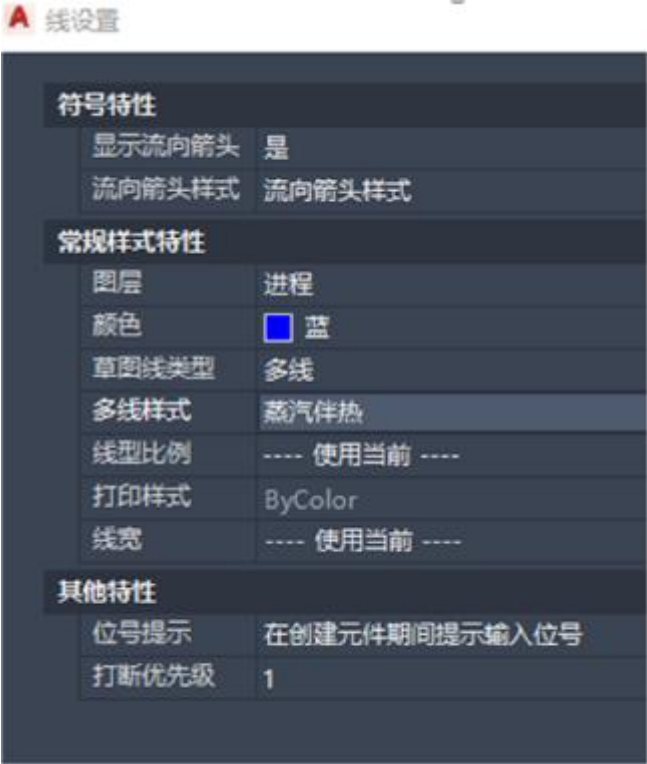 线设置
符号特性
显示流向箭头 是
流向箭头样式 流向箭头样式
常规样式特性
图层 进程
颜色 蓝
草图线类型 多线
多线样式 蒸汽伴热
线型比例 ---- 使用当前 ----
打印样式 ByColor
线宽 ---- 使用当前 ----
其他特性
位号提示 在创建元件期间提示输入位号
打断优先级 1